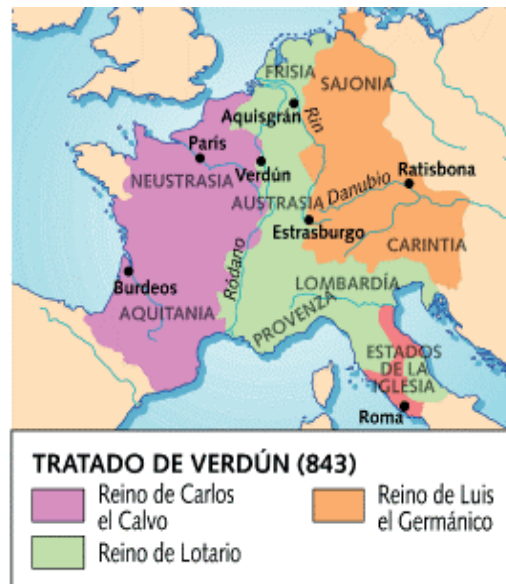 FRISIA
SAJONIA
Aquisgrán
Rin
París
Verdún
Ratisbona
NEUSTRASIA
Danubio
AUSTRASIA
Estrasburgo
CARINTIA
Burdeos
Ródano
LOMBARDÍA
AQUITANIA
PROVENZA
ESTADOS
DE LA
IGLESIA
Roma
TRATADO DE VERDÚN (843)
Reino de Carlos
el Calvo
Reino de Luis
el Germánico
Reino de Lotario